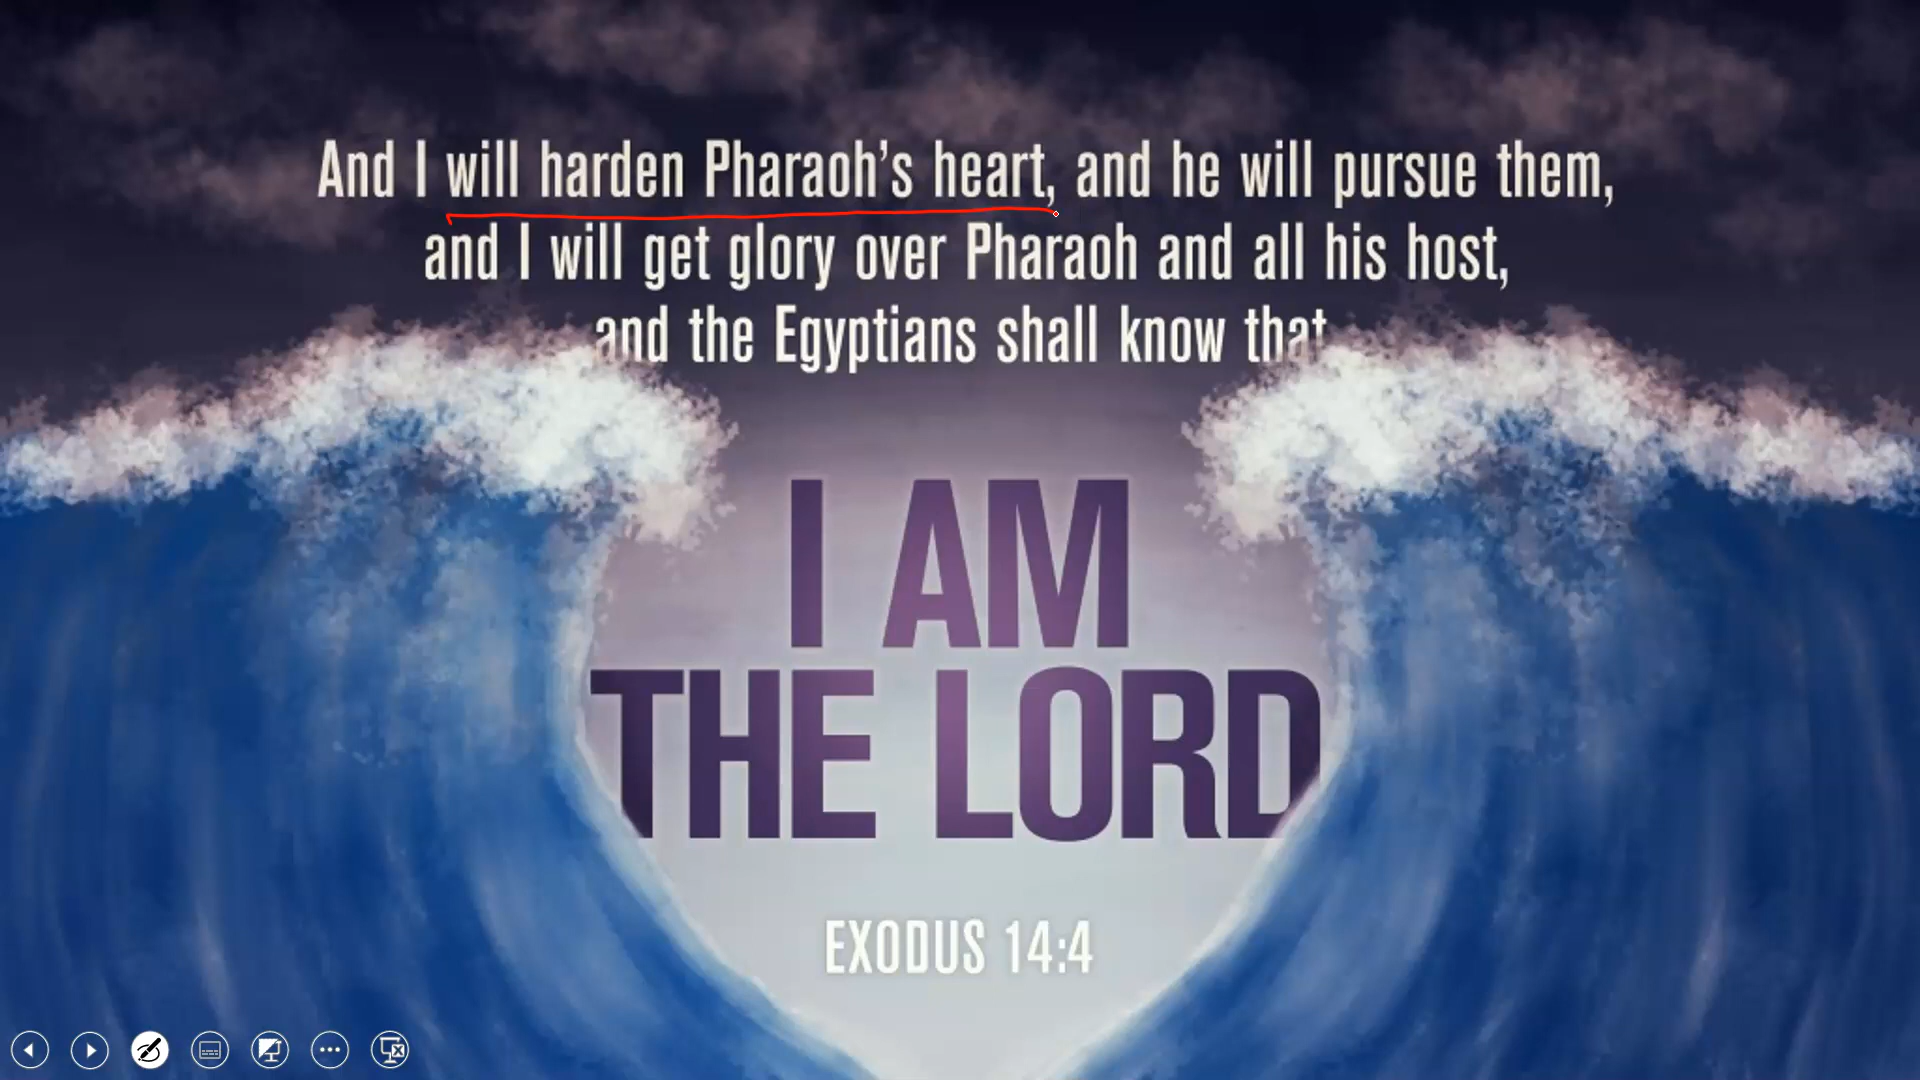 And I will harden Pharaoh’s heart, and he will pursue them,
and I will get glory over Pharaoh and all his host,
and the Egyptians shall know that
I AM
THE LORD
EXODUS 14:4